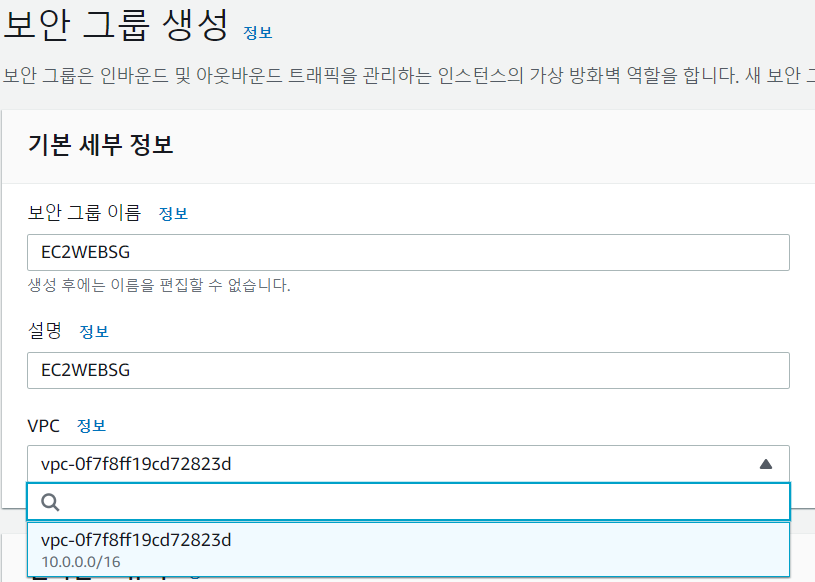 보안 그룹 생성 정보
보안 그룹은 인바운드 및 아웃바운드 트래픽을 관리하는 인스턴스의 가상 방화벽 역할을 합니다. 새 보안
기본 세부 정보
보안 그룹 이름 정보
EC2WEBSG
생성 후에는 이름을 편집할 수 없습니다.
설명 정보
EC2WEBSG
VPC 정보
vpc-0f7f8ff19cd72823d
vpc-0f7f8ff19cd72823d
10.0.0.0/16